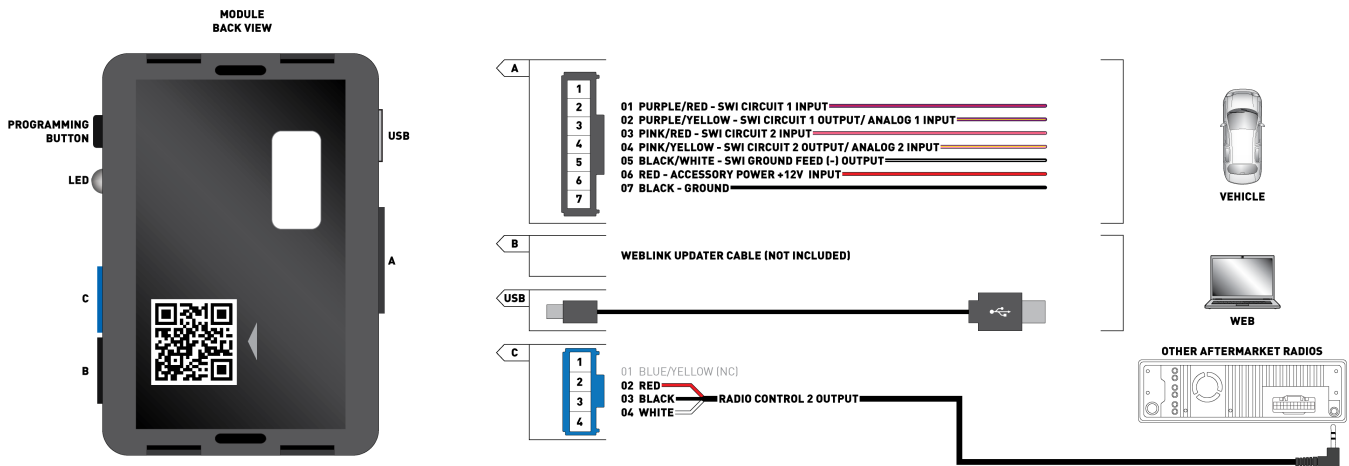 MODULE
BACK VIEW
PROGRAMMING
BUTTON
LED
C
B
USB
A
A
1
2
3
4
5
6
7
01 PURPLE/RED - SWI CIRCUIT 1 INPUT
02 PURPLE/YELLOW - SWI CIRCUIT 1 OUTPUT/ ANALOG 1 INPUT
03 PINK/RED - SWI CIRCUIT 2 INPUT
04 PINK/YELLOW - SWI CIRCUIT 2 OUTPUT/ ANALOG 2 INPUT
05 BLACK/WHITE - SWI GROUND FEED (-) OUTPUT
06 RED - ACCESSORY POWER +12V INPUT
07 BLACK - GROUND
VEHICLE
B
WEBLINK UPDATER CABLE (NOT INCLUDED)
USB
WEB
C
1
2
3
4
01 BLUE/YELLOW (NC)
02 RED
03 BLACK
04 WHITE
RADIO CONTROL 2 OUTPUT
OTHER AFTERMARKET RADIOS